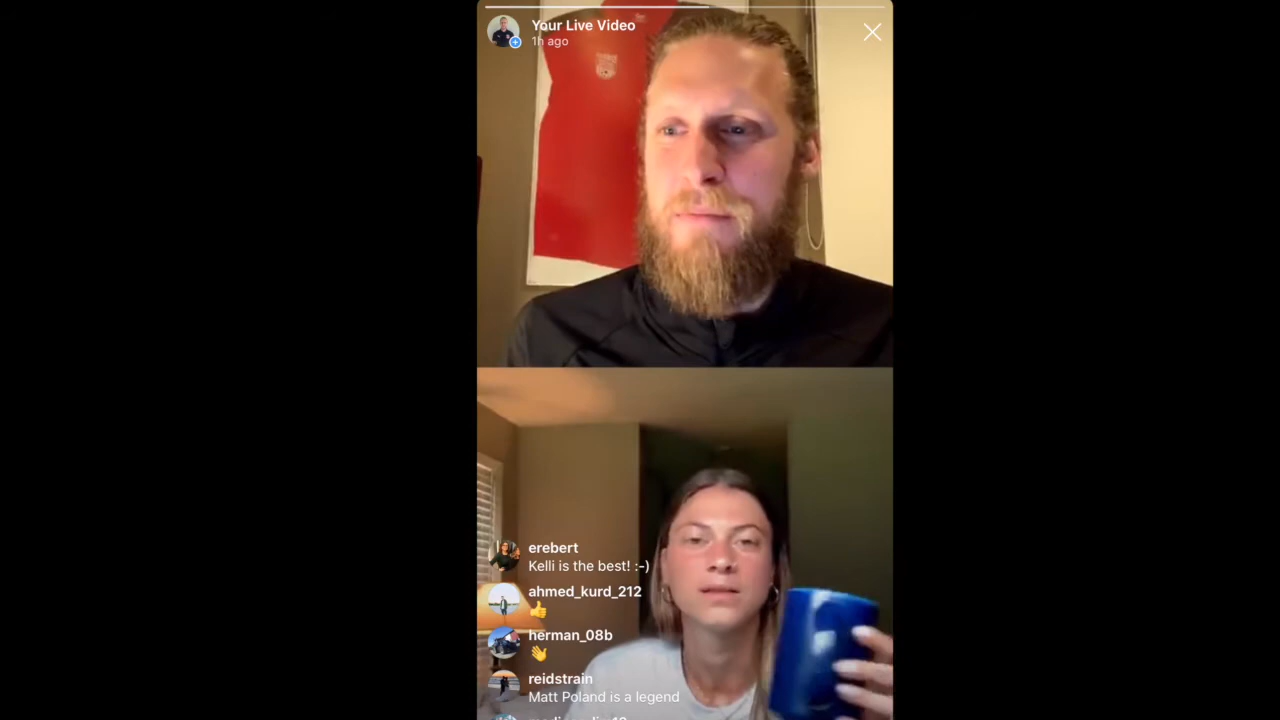 Your Live Video
1h ago
erebert
Kelli is the best! :-)
ahmed_kurd_212
👍
herman_08b
👋
reidstrain
Matt Poland is a legend